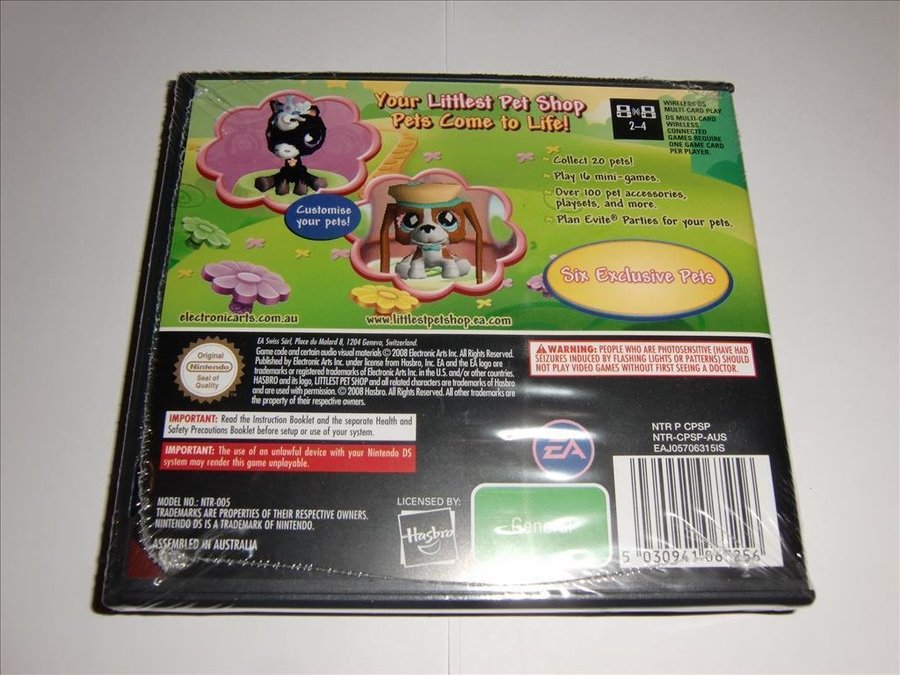 Your Littlest Pet Shop
Pets Come to Life!
2-4
WIRELESS DS
MULTI CARD PLAY
DS MULTI-CARD
WIRELESS
CONNECTED
GAMES REQUIRE
ONE GAME CARD
PER PLAYER.
Collect 20 pets!
Play 16 mini-games.
Over 100 pet accessories,
playsets, and more.
Plan Evite® Parties for your pets.
Customise
your pets!
Six Exclusive Pets
electronicarts.com.au
www.littlestpetshop.ea.com
Original
Nintendo
Seal of
Quality
EA Swiss Sàrl, Place du Molard 8, 1204 Geneva, Switzerland.
Game code and certain audio visual materials © 2008 Electronic Arts Inc. All Rights Reserved.
Published by Electronic Arts Inc. under license from Hasbro, Inc. EA and the EA logo are
trademarks or registered trademarks of Electronic Arts Inc. in the U.S. and/or other countries.
HASBRO and its logo, LITTLEST PET SHOP and all related characters are trademarks of Hasbro
and are used with permission. © 2008 Hasbro. All Rights Reserved. All other trademarks are
the property of their respective owners.
WARNING: PEOPLE WHO ARE PHOTOSENSITIVE (HAVE HAD
SEIZURES INDUCED BY FLASHING LIGHTS OR PATTERNS) SHOULD
NOT PLAY VIDEO GAMES WITHOUT FIRST SEEING A DOCTOR.
IMPORTANT: Read the Instruction Booklet and the separate Health and
Safety Precautions Booklet before setup or use of your system.
IMPORTANT: The use of an unlawful device with your Nintendo DS
system may render this game unplayable.
EA
NTR P CPSP
NTR-CPSP-AUS
EAJ05706315IS
MODEL NO.: NTR-005
TRADEMARKS ARE PROPERTIES OF THEIR RESPECTIVE OWNERS.
NINTENDO DS IS A TRADEMARK OF NINTENDO.
ASSEMBLED IN AUSTRALIA
LICENSED BY:
Hasbro
General
5 030941 067256